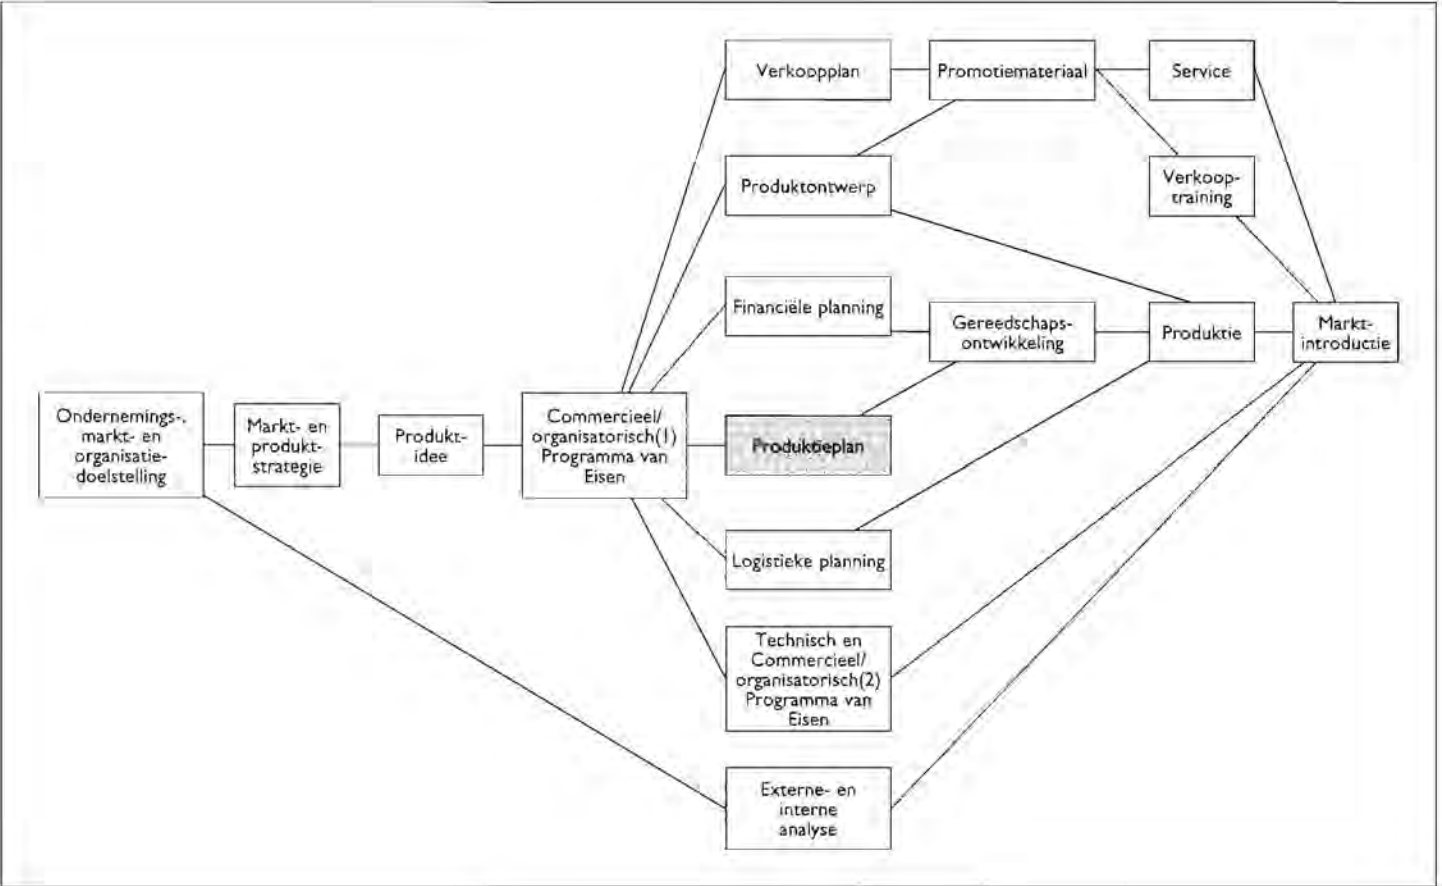 Verkoopplan
Promotiemateriaal
Service
Produktontwerp
Verkoop-
training
Financiële planning
Gereedschaps-
ontwikkeling
Produktie
Markt-
introductie
Ondernemings-,
markt- en
organisatie-
doelstelling
Markt- en
produkt-
strategie
Produkt-
idee
Commercieel/
organisatorisch(1)
Programma van
Eisen
Produktieplan
Logistieke planning
Technisch en
Commercieel/
organisatorisch(2)
Programma van
Eisen
Externe- en
interne
analyse